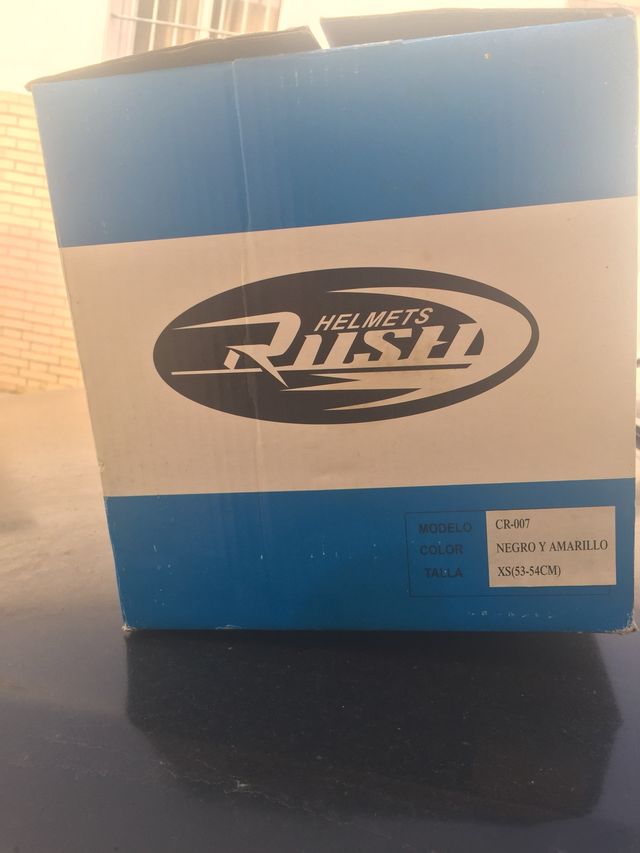 HELMETS
RUSH
MODELO CR-007
COLOR NEGRO Y AMARILLO
TALLA XS(53-54CM)